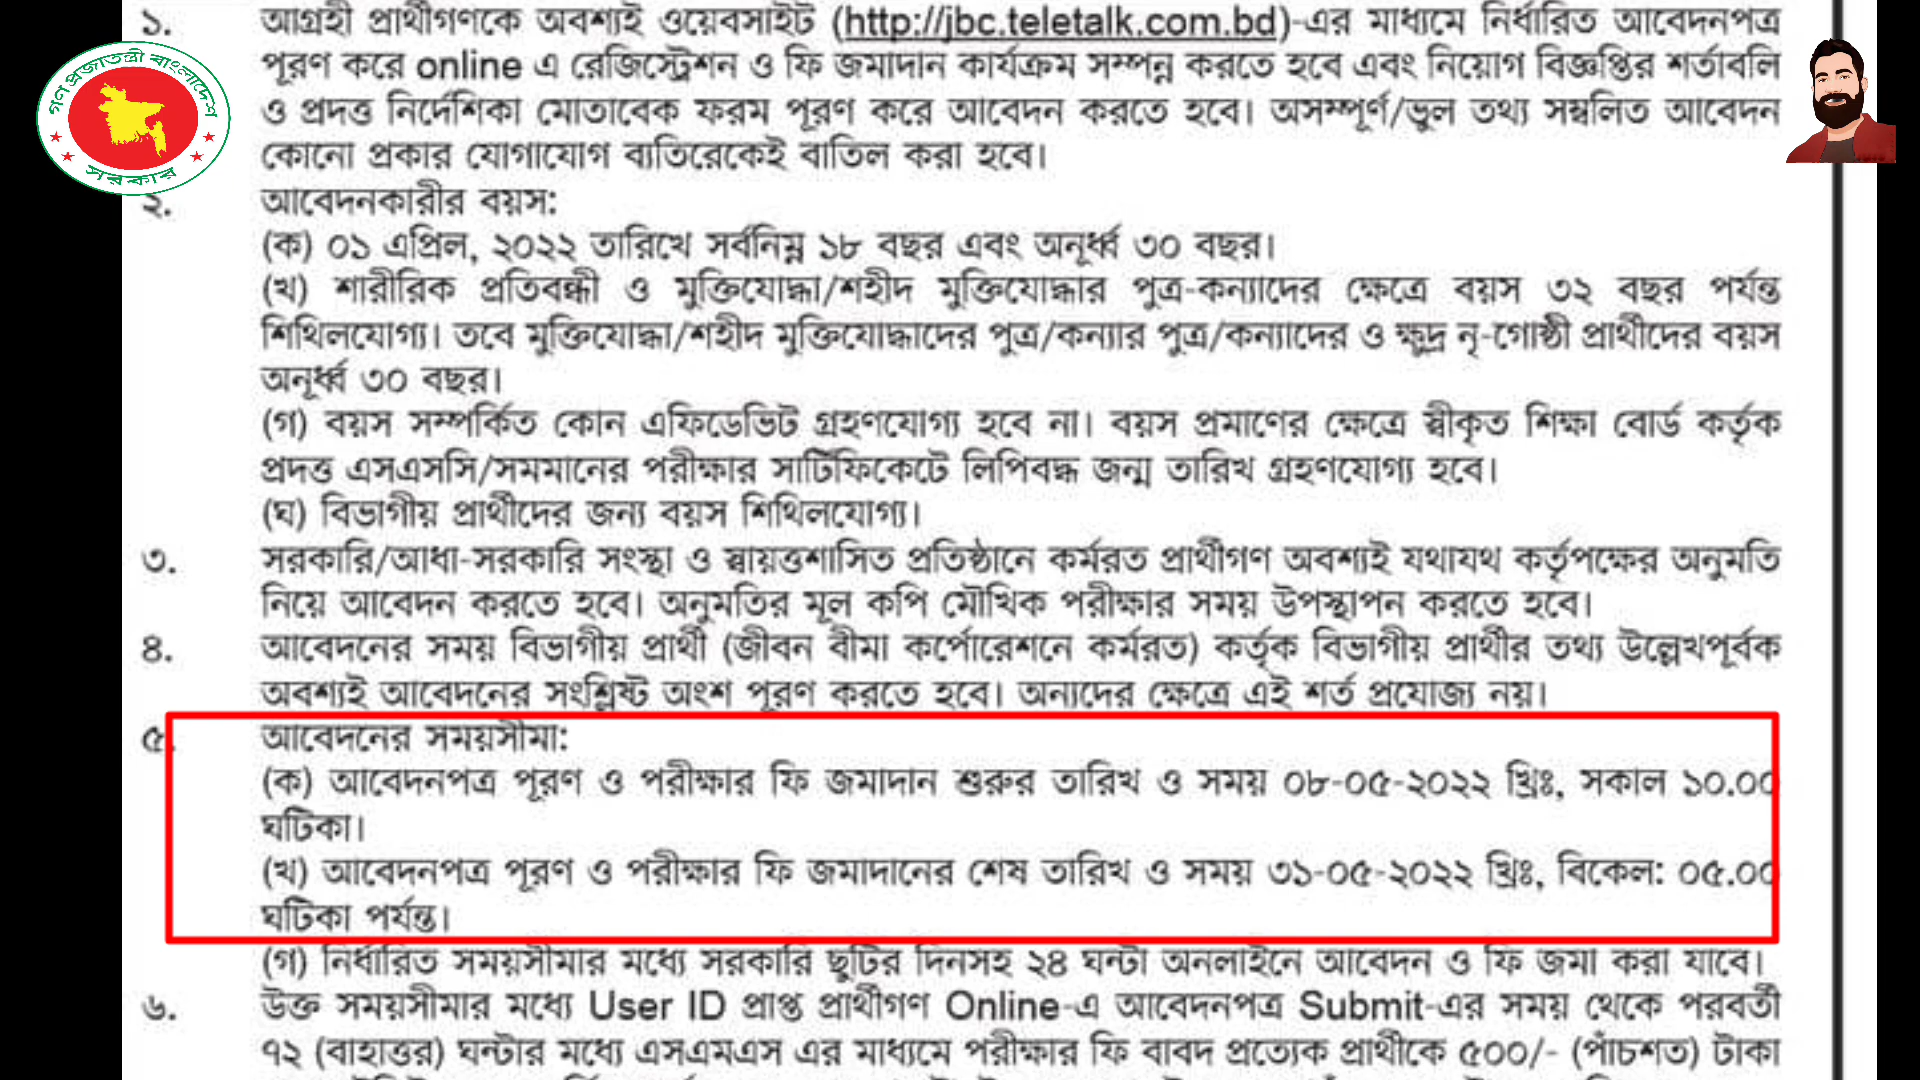 ১. আগ্রহী প্রার্থীগণকে অবশ্যই ওয়েবসাইট (http://jbc.teletalk.com.bd)-এর মাধ্যমে নির্ধারিত আবেদনপত্র
পূরণ করে online এ রেজিস্ট্রেশন ও ফি জমাদান কার্যক্রম সম্পন্ন করতে হবে এবং নিয়োগ বিজ্ঞপ্তির শর্তাবলি
ও প্রদত্ত নির্দেশিকা মোতাবেক ফরম পূরণ করে আবেদন করতে হবে। অসম্পূর্ণ/ভুল তথ্য সম্বলিত আবেদন
কোনো প্রকার যোগাযোগ ব্যতিরেকেই বাতিল করা হবে।
গণপ্রজাতন্ত্রী বাংলাদেশ
সরকার
২. আবেদনকারীর বয়স:
(ক) ০১ এপ্রিল, ২০২২ তারিখে সর্বনিম্ন ১৮ বছর এবং অনূর্ধ্ব ৩০ বছর।
(খ) শারীরিক প্রতিবন্ধী ও মুক্তিযোদ্ধা/শহীদ মুক্তিযোদ্ধার পুত্র-কন্যাদের ক্ষেত্রে বয়স ৩২ বছর পর্যন্ত
শিথিলযোগ্য। তবে মুক্তিযোদ্ধা/শহীদ মুক্তিযোদ্ধাদের পুত্র/কন্যার পুত্র/কন্যাদের ও ক্ষুদ্র নৃ-গোষ্ঠী প্রার্থীদের বয়স
অনূর্ধ্ব ৩০ বছর।
(গ) বয়স সম্পর্কিত কোন এফিডেভিট গ্রহণযোগ্য হবে না। বয়স প্রমাণের ক্ষেত্রে স্বীকৃত শিক্ষা বোর্ড কর্তৃক
প্রদত্ত এসএসসি/সমমানের পরীক্ষার সার্টিফিকেটে লিপিবদ্ধ জন্ম তারিখ গ্রহণযোগ্য হবে।
(ঘ) বিভাগীয় প্রার্থীদের জন্য বয়স শিথিলযোগ্য।
৩. সরকারি/আধা-সরকারি সংস্থা ও স্বায়ত্তশাসিত প্রতিষ্ঠানে কর্মরত প্রার্থীগণ অবশ্যই যথাযথ কর্তৃপক্ষের অনুমতি
নিয়ে আবেদন করতে হবে। অনুমতির মূল কপি মৌখিক পরীক্ষার সময় উপস্থাপন করতে হবে।
৪. আবেদনের সময় বিভাগীয় প্রার্থী (জীবন বীমা কর্পোরেশনে কর্মরত) কর্তৃক বিভাগীয় প্রার্থীর তথ্য উল্লেখপূর্বক
অবশ্যই আবেদনের সংশ্লিষ্ট অংশ পূরণ করতে হবে। অন্যদের ক্ষেত্রে এই শর্ত প্রযোজ্য নয়।
৫. আবেদনের সময়সীমা:
(ক) আবেদনপত্র পূরণ ও পরীক্ষার ফি জমাদান শুরুর তারিখ ও সময় ০৮-০৫-২০২২ খ্রিঃ, সকাল ১০.০০
ঘটিকা।
(খ) আবেদনপত্র পূরণ ও পরীক্ষার ফি জমাদানের শেষ তারিখ ও সময় ৩১-০৫-২০২২ খ্রিঃ, বিকেল: ০৫.০০
ঘটিকা পর্যন্ত।
(গ) নির্ধারিত সময়সীমার মধ্যে সরকারি ছুটির দিনসহ ২৪ ঘন্টা অনলাইনে আবেদন ও ফি জমা করা যাবে।
৬. উক্ত সময়সীমার মধ্যে User ID প্রাপ্ত প্রার্থীগণ Online-এ আবেদনপত্র Submit-এর সময় থেকে পরবর্তী
৭২ (বাহাত্তর) ঘন্টার মধ্যে এসএমএস এর মাধ্যমে পরীক্ষার ফি বাবদ প্রত্যেক প্রার্থীকে ৫০০/- (পাঁচশত) টাকা